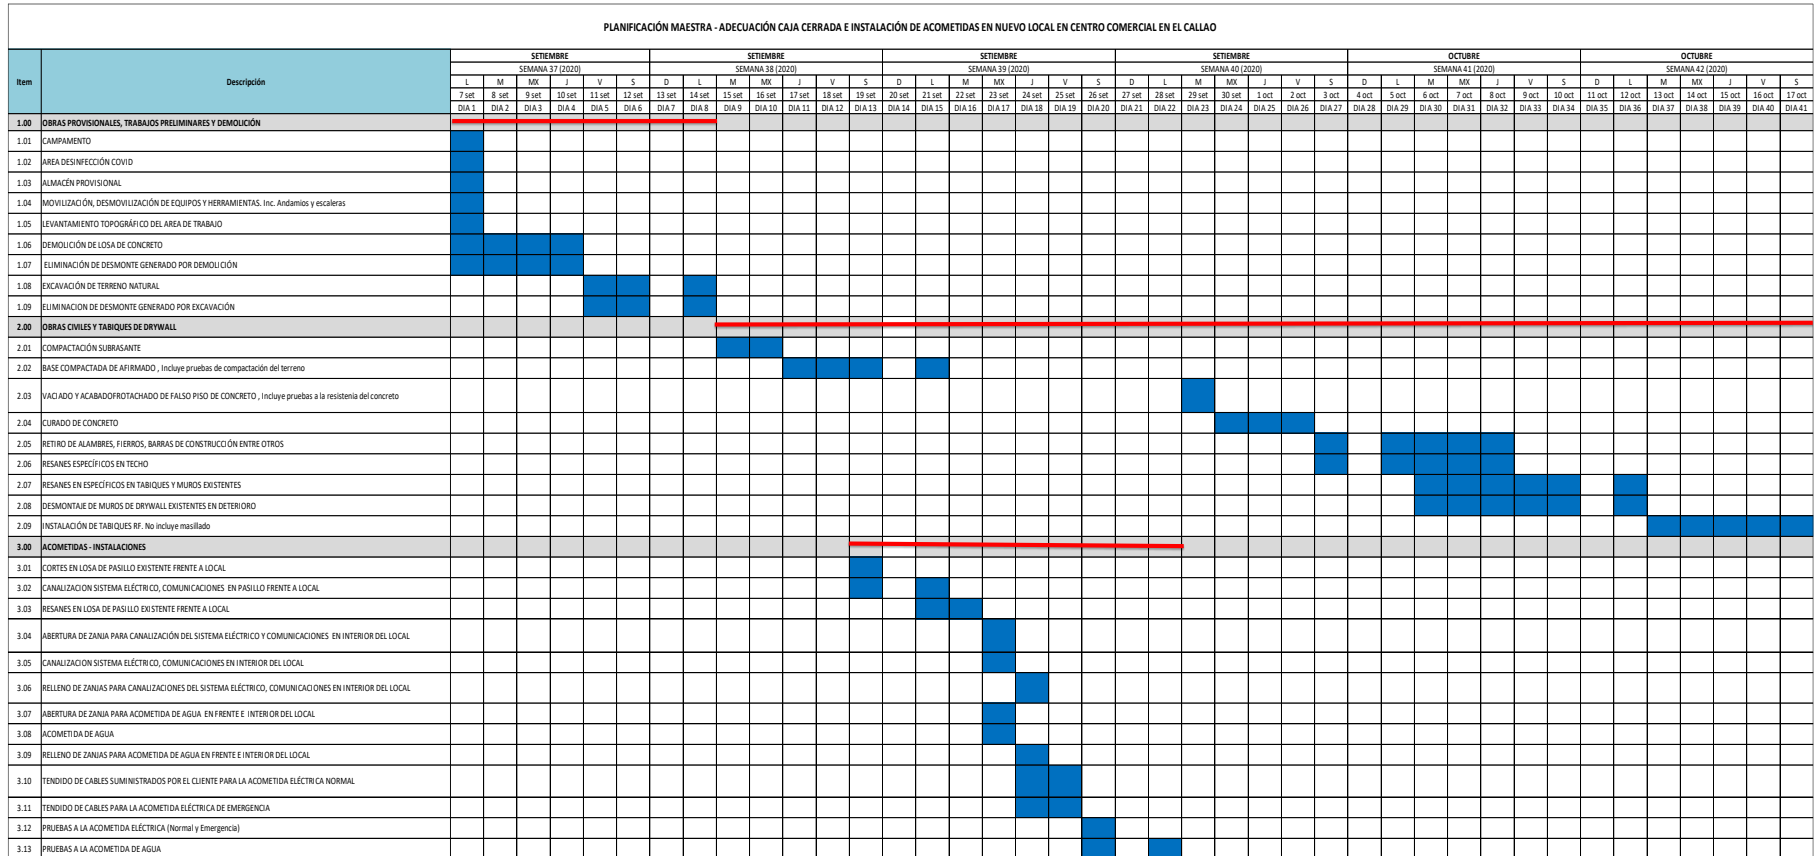 PLANIFICACIÓN MAESTRA - ADECUACIÓN CAJA CERRADA E INSTALACIÓN DE ACOMETIDAS EN NUEVO LOCAL EN CENTRO COMERCIAL EN EL CALLAO
Item Descripción SETIEMBRE SETIEMBRE SETIEMBRE SETIEMBRE OCTUBRE OCTUBRE
SEMANA 37 (2020) SEMANA 38 (2020) SEMANA 39 (2020) SEMANA 40 (2020) SEMANA 41 (2020) SEMANA 42 (2020)
L M MX J V S D L M MX J V S D L M MX J V S D L M MX J V S D L M MX J V S D L M MX J V S
7 set 8 set 9 set 10 set 11 set 12 set 13 set 14 set 15 set 16 set 17 set 18 set 19 set 20 set 21 set 22 set 23 set 24 set 25 set 26 set 27 set 28 set 29 set 30 set 1 oct 2 oct 3 oct 4 oct 5 oct 6 oct 7 oct 8 oct 9 oct 10 oct 11 oct 12 oct 13 oct 14 oct 15 oct 16 oct 17 oct
DIA 1 DIA 2 DIA 3 DIA 4 DIA 5 DIA 6 DIA 7 DIA 8 DIA 9 DIA 10 DIA 11 DIA 12 DIA 13 DIA 14 DIA 15 DIA 16 DIA 17 DIA 18 DIA 19 DIA 20 DIA 21 DIA 22 DIA 23 DIA 24 DIA 25 DIA 26 DIA 27 DIA 28 DIA 29 DIA 30 DIA 31 DIA 32 DIA 33 DIA 34 DIA 35 DIA 36 DIA 37 DIA 38 DIA 39 DIA 40 DIA 41
1.00 OBRAS PROVISIONALES, TRABAJOS PRELIMINARES Y DEMOLICIÓN
1.01 CAMPAMENTO
1.02 AREA DESINFECCIÓN COVID
1.03 ALMACÉN PROVISIONAL
1.04 MOVILIZACIÓN, DESMOVILIZACIÓN DE EQUIPOS Y HERRAMIENTAS. Inc. Andamios y escaleras
1.05 LEVANTAMIENTO TOPOGRÁFICO DEL AREA DE TRABAJO
1.06 DEMOLICIÓN DE LOSA DE CONCRETO
1.07 ELIMINACIÓN DE DESMONTE GENERADO POR DEMOLICIÓN
1.08 EXCAVACIÓN DE TERRENO NATURAL
1.09 ELIMINACION DE DESMONTE GENERADO POR EXCAVACIÓN
2.00 OBRAS CIVILES Y TABIQUES DE DRYWALL
2.01 COMPACTACIÓN SUBRASANTE
2.02 BASE COMPACTADA DE AFIRMADO , Incluye pruebas de compactación del terreno
2.03 VACIADO Y ACABADOFROTACHADO DE FALSO PISO DE CONCRETO , Incluye pruebas a la resistenia del concreto
2.04 CURADO DE CONCRETO
2.05 RETIRO DE ALAMBRES, FIERROS, BARRAS DE CONSTRUCCIÓN ENTRE OTROS
2.06 RESANES ESPECÍFICOS EN TECHO
2.07 RESANES EN ESPECÍFICOS EN TABIQUES Y MUROS EXISTENTES
2.08 DESMONTAJE DE MUROS DE DRYWALL EXISTENTES EN DETERIORO
2.09 INSTALACIÓN DE TABIQUES RF. No incluye masillado
3.00 ACOMETIDAS - INSTALACIONES
3.01 CORTES EN LOSA DE PASILLO EXISTENTE FRENTE A LOCAL
3.02 CANALIZACION SISTEMA ELÉCTRICO, COMUNICACIONES EN PASILLO FRENTE A LOCAL
3.03 RESANES EN LOSA DE PASILLO EXISTENTE FRENTE A LOCAL
3.04 ABERTURA DE ZANJA PARA CANALIZACIÓN DEL SISTEMA ELÉCTRICO Y COMUNICACIONES EN INTERIOR DEL LOCAL
3.05 CANALIZACION SISTEMA ELÉCTRICO, COMUNICACIONES EN INTERIOR DEL LOCAL
3.06 RELLENO DE ZANJAS PARA CANALIZACIONES DEL SISTEMA ELÉCTRICO, COMUNICACIONES EN INTERIOR DEL LOCAL
3.07 ABERTURA DE ZANJA PARA ACOMETIDA DE AGUA EN FRENTE E INTERIOR DEL LOCAL
3.08 ACOMETIDA DE AGUA
3.09 RELLENO DE ZANJAS PARA ACOMETIDA DE AGUA EN FRENTE E INTERIOR DEL LOCAL
3.10 TENDIDO DE CABLES SUMINISTRADOS POR EL CLIENTE PARA LA ACOMETIDA ELÉCTRICA NORMAL
3.11 TENDIDO DE CABLES PARA LA ACOMETIDA ELÉCTRICA DE EMERGENCIA
3.12 PRUEBAS A LA ACOMETIDA ELÉCTRICA (Normal y Emergencia)
3.13 PRUEBAS A LA ACOMETIDA DE AGUA